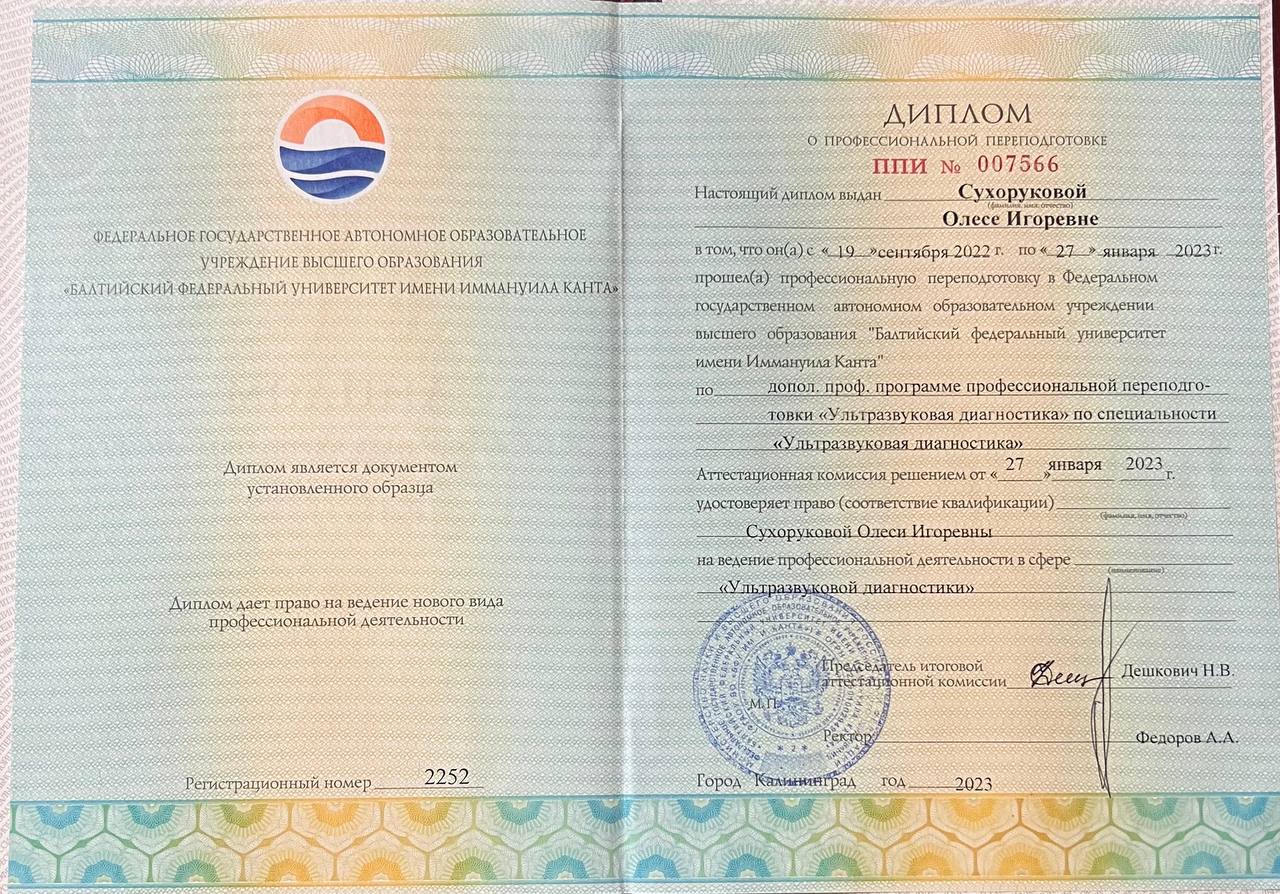 ФЕДЕРАЛЬНОЕ ГОСУДАРСТВЕННОЕ АВТОНОМНОЕ ОБРАЗОВАТЕЛЬНОЕ
УЧРЕЖДЕНИЕ ВЫСШЕГО ОБРАЗОВАНИЯ
«БАЛТИЙСКИЙ ФЕДЕРАЛЬНЫЙ УНИВЕРСИТЕТ ИМЕНИ ИММАНУИЛА КАНТА»
Диплом является документом
установленного образца
Диплом дает право на ведение нового вида
профессиональной деятельности
Регистрационный номер 2252
ДИПЛОМ
О ПРОФЕССИОНАЛЬНОЙ ПЕРЕПОДГОТОВКЕ
ППИ № 007566
Настоящий диплом выдан Сухоруковой
(фамилия, имя, отчество)
Олесе Игоревне
в том, что он(а) с «19» сентября 2022 г. по «27» января 2023 г.
прошел(а) профессиональную переподготовку в Федеральном
государственном автономном образовательном учреждении
высшего образования "Балтийский федеральный университет
имени Иммануила Канта"
по допол. проф. программе профессиональной переподго-
товки «Ультразвуковая диагностика» по специальности
«Ультразвуковая диагностика»
Аттестационная комиссия решением от «27» января 2023 г.
удостоверяет право (соответствие квалификации)
(фамилия, имя, отчество)
Сухоруковой Олеси Игоревны
на ведение профессиональной деятельности в сфере
(наименование)
«Ультразвуковой диагностики»
Председатель итоговой
аттестационной комиссии Дешкович Н.В.
М.П.
Ректор Федоров А.А.
Город Калининград год 2023